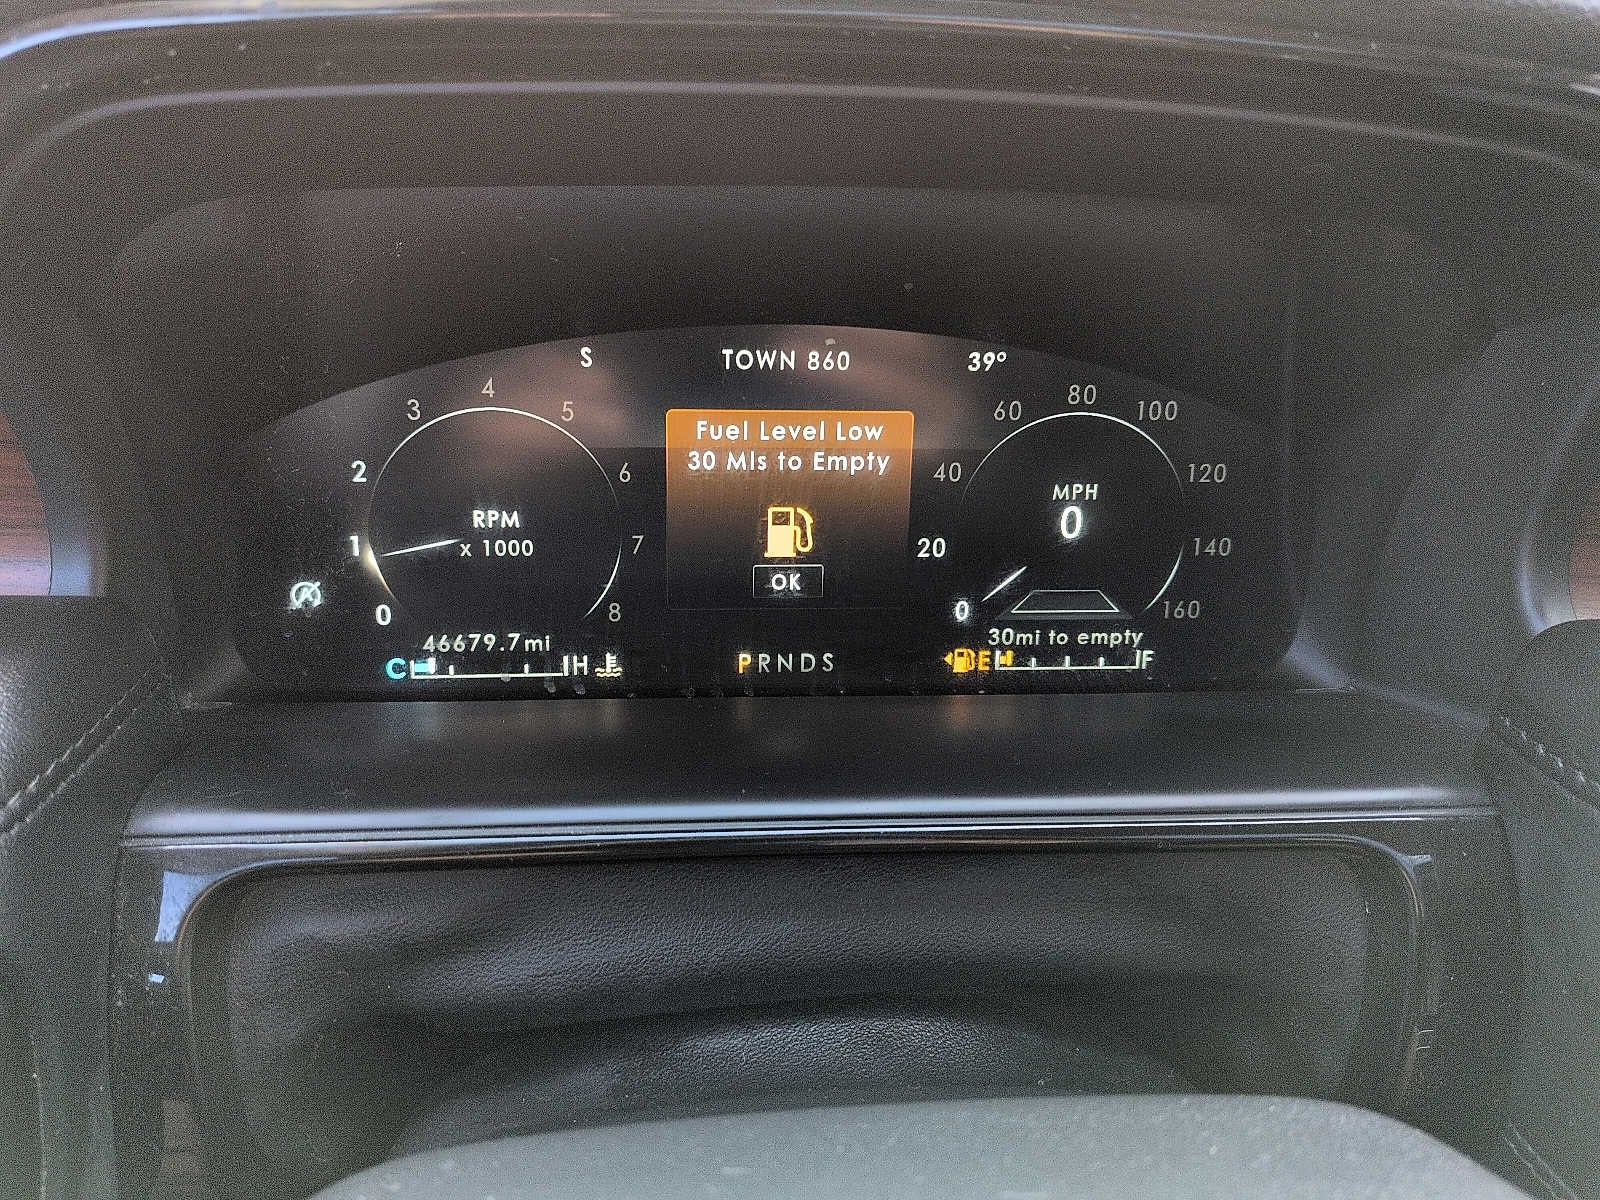 S TOWN 860 39°
Fuel Level Low
30 Mls to Empty
OK
0 1 2 3 4 5 6 7 8
RPM
x 1000
46679.7mi
C H
PRNDS
0 20 40 60 80 100 120 140 160
MPH
0
30mi to empty
E F